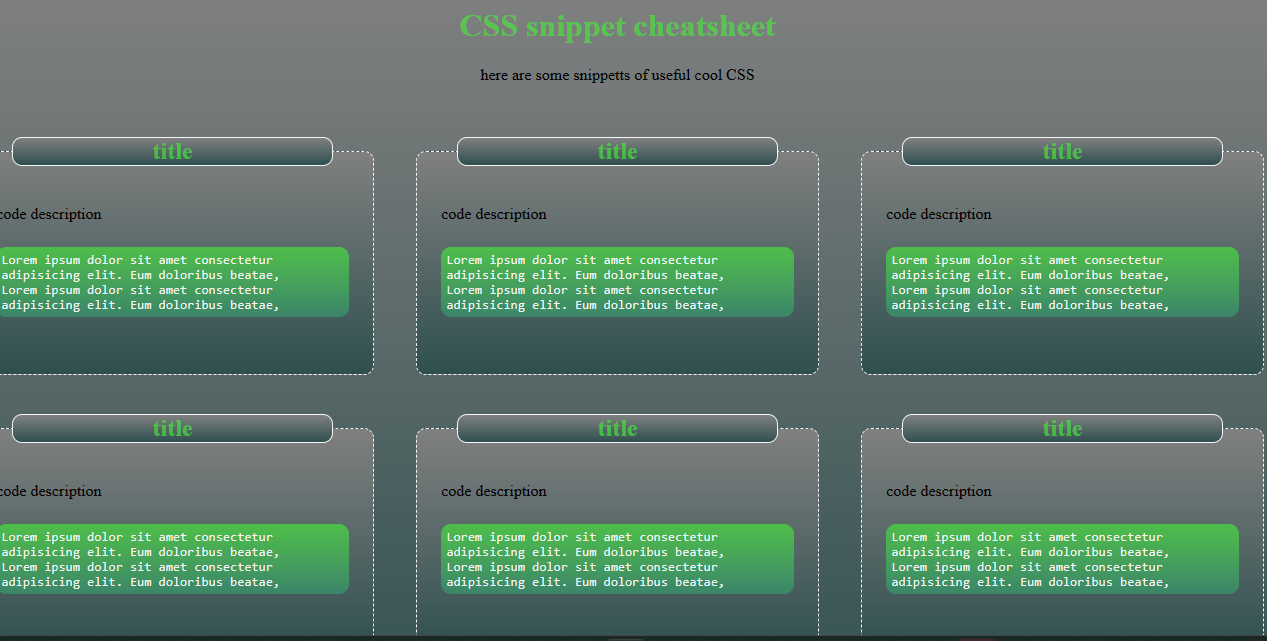 CSS snippet cheatsheet
here are some snippetts of useful cool CSS
title
code description
Lorem ipsum dolor sit amet consectetur
adipisicing elit. Eum doloribus beatae,
Lorem ipsum dolor sit amet consectetur
adipisicing elit. Eum doloribus beatae,
title
code description
Lorem ipsum dolor sit amet consectetur
adipisicing elit. Eum doloribus beatae,
Lorem ipsum dolor sit amet consectetur
adipisicing elit. Eum doloribus beatae,
title
code description
Lorem ipsum dolor sit amet consectetur
adipisicing elit. Eum doloribus beatae,
Lorem ipsum dolor sit amet consectetur
adipisicing elit. Eum doloribus beatae,
title
code description
Lorem ipsum dolor sit amet consectetur
adipisicing elit. Eum doloribus beatae,
Lorem ipsum dolor sit amet consectetur
adipisicing elit. Eum doloribus beatae,
title
code description
Lorem ipsum dolor sit amet consectetur
adipisicing elit. Eum doloribus beatae,
Lorem ipsum dolor sit amet consectetur
adipisicing elit. Eum doloribus beatae,
title
code description
Lorem ipsum dolor sit amet consectetur
adipisicing elit. Eum doloribus beatae,
Lorem ipsum dolor sit amet consectetur
adipisicing elit. Eum doloribus beatae,